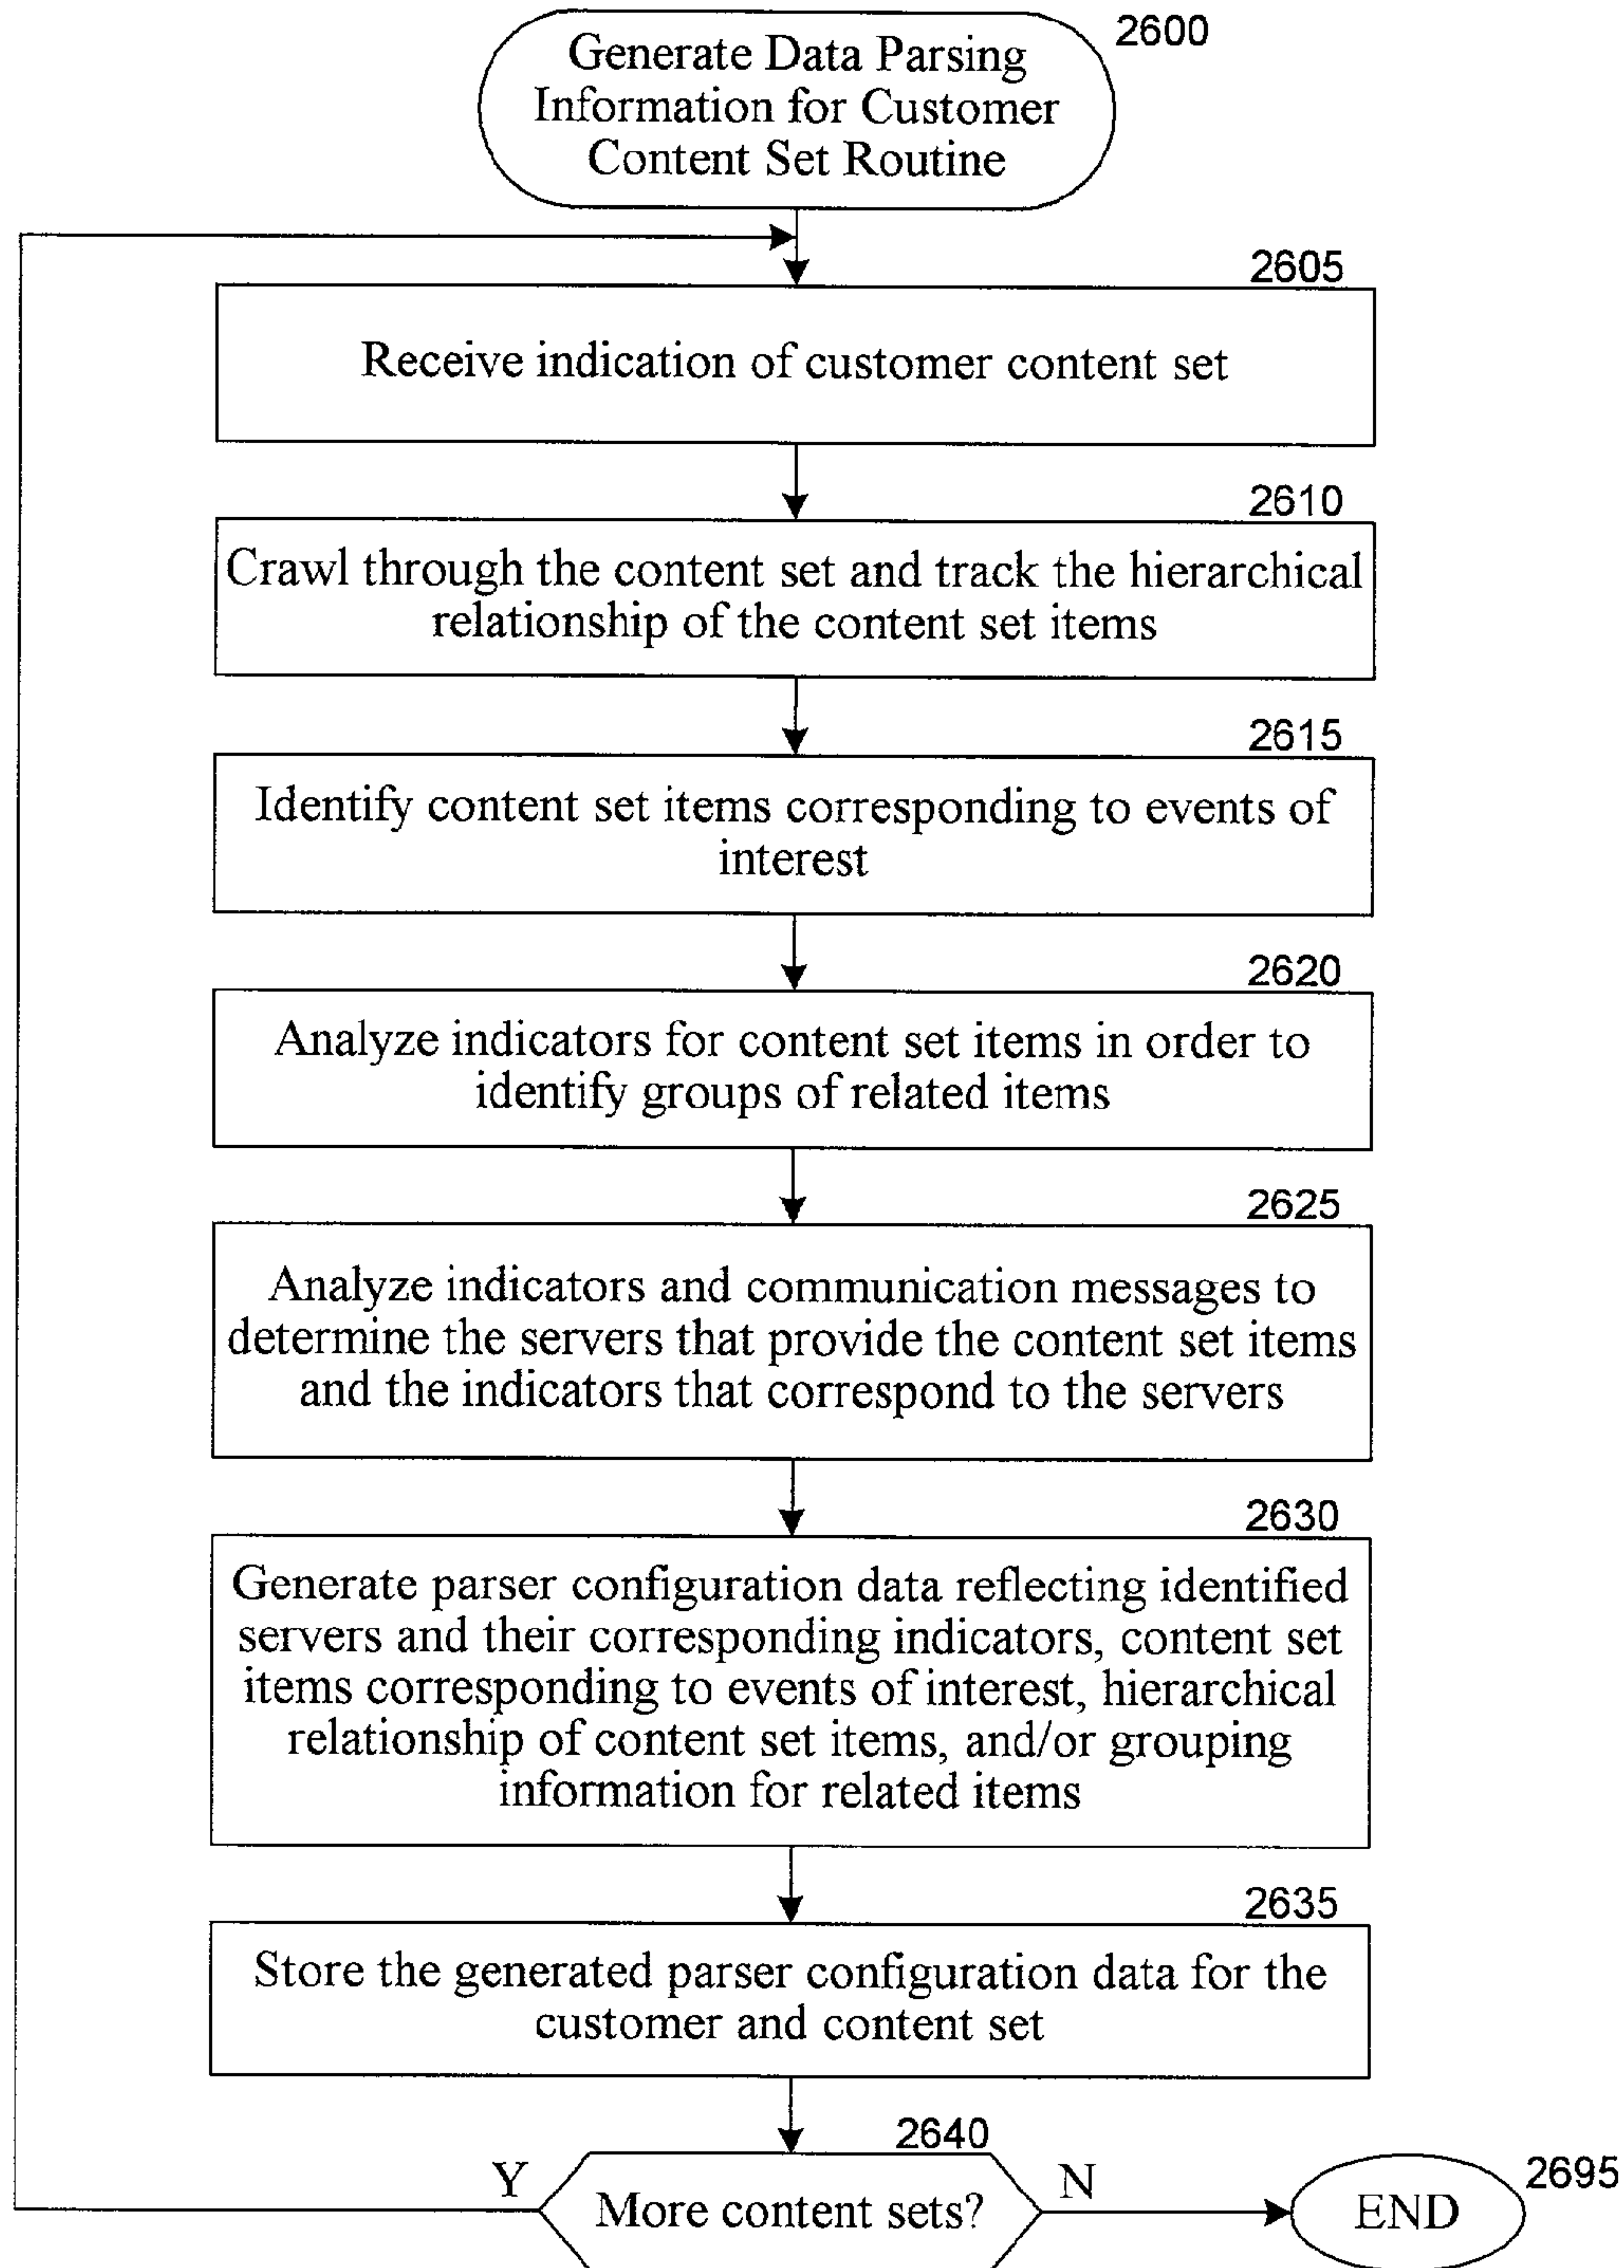 2600
Generate Data Parsing
Information for Customer
Content Set Routine
2605
Receive indication of customer content set
2610
Crawl through the content set and track the hierarchical
relationship of the content set items
2615
Identify content set items corresponding to events of
interest
2620
Analyze indicators for content set items in order to
identify groups of related items
2625
Analyze indicators and communication messages to
determine the servers that provide the content set items
and the indicators that correspond to the servers
2630
Generate parser configuration data reflecting identified
servers and their corresponding indicators, content set
items corresponding to events of interest, hierarchical
relationship of content set items, and/or grouping
information for related items
2635
Store the generated parser configuration data for the
customer and content set
2640
Y
More content sets?
N
2695
END